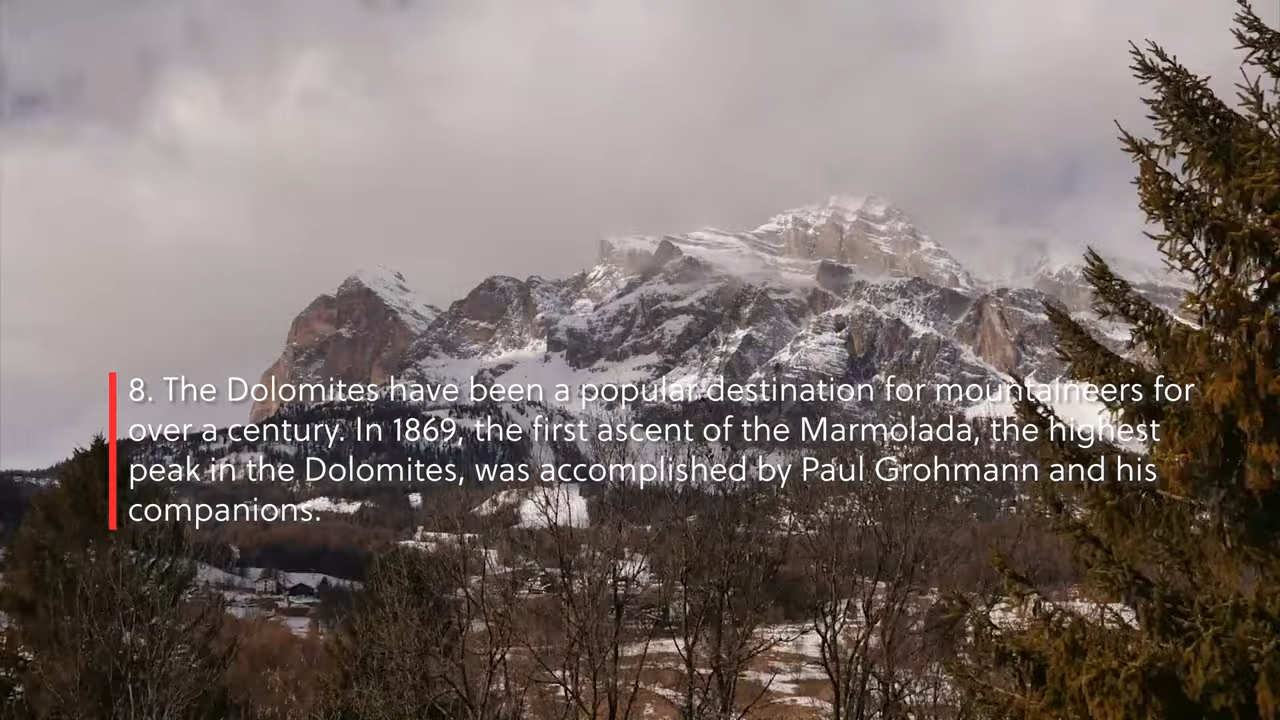 8. The Dolomites have been a popular destination for mountaineers for
over a century. In 1869, the first ascent of the Marmolada, the highest
peak in the Dolomites, was accomplished by Paul Grohmann and his
companions.